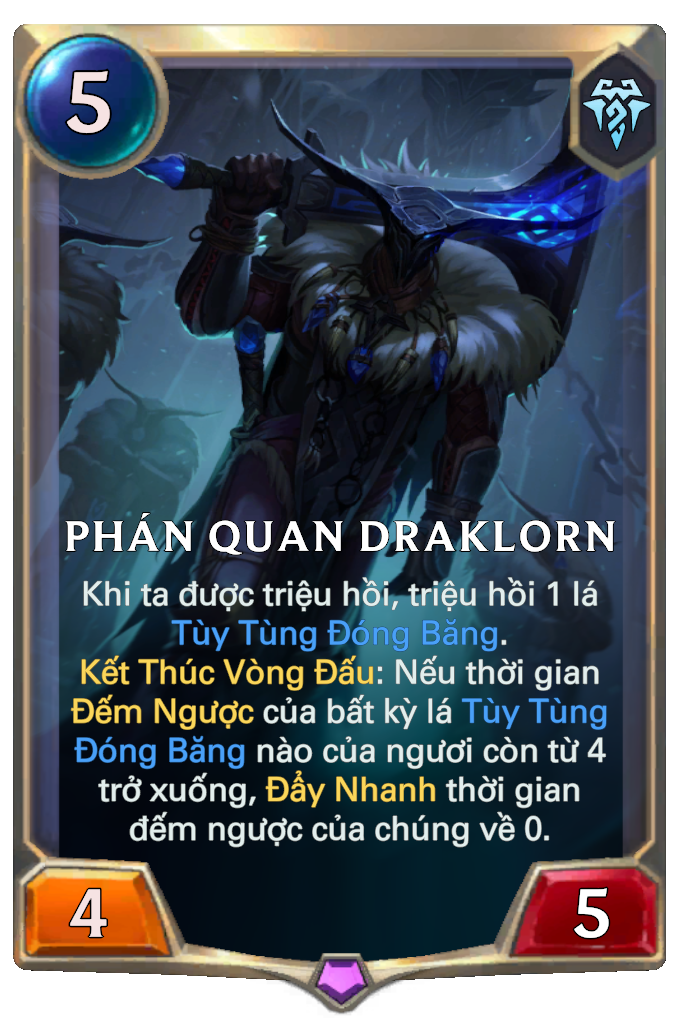 5
PHÁN QUAN DRAKLORN
Khi ta được triệu hồi, triệu hồi 1 lá
Tùy Tùng Đóng Băng.
Kết Thúc Vòng Đấu: Nếu thời gian
Đếm Ngược của bất kỳ lá Tùy Tùng
Đóng Băng nào của ngươi còn từ 4
trở xuống, Đẩy Nhanh thời gian
đếm ngược của chúng về 0.
4
5